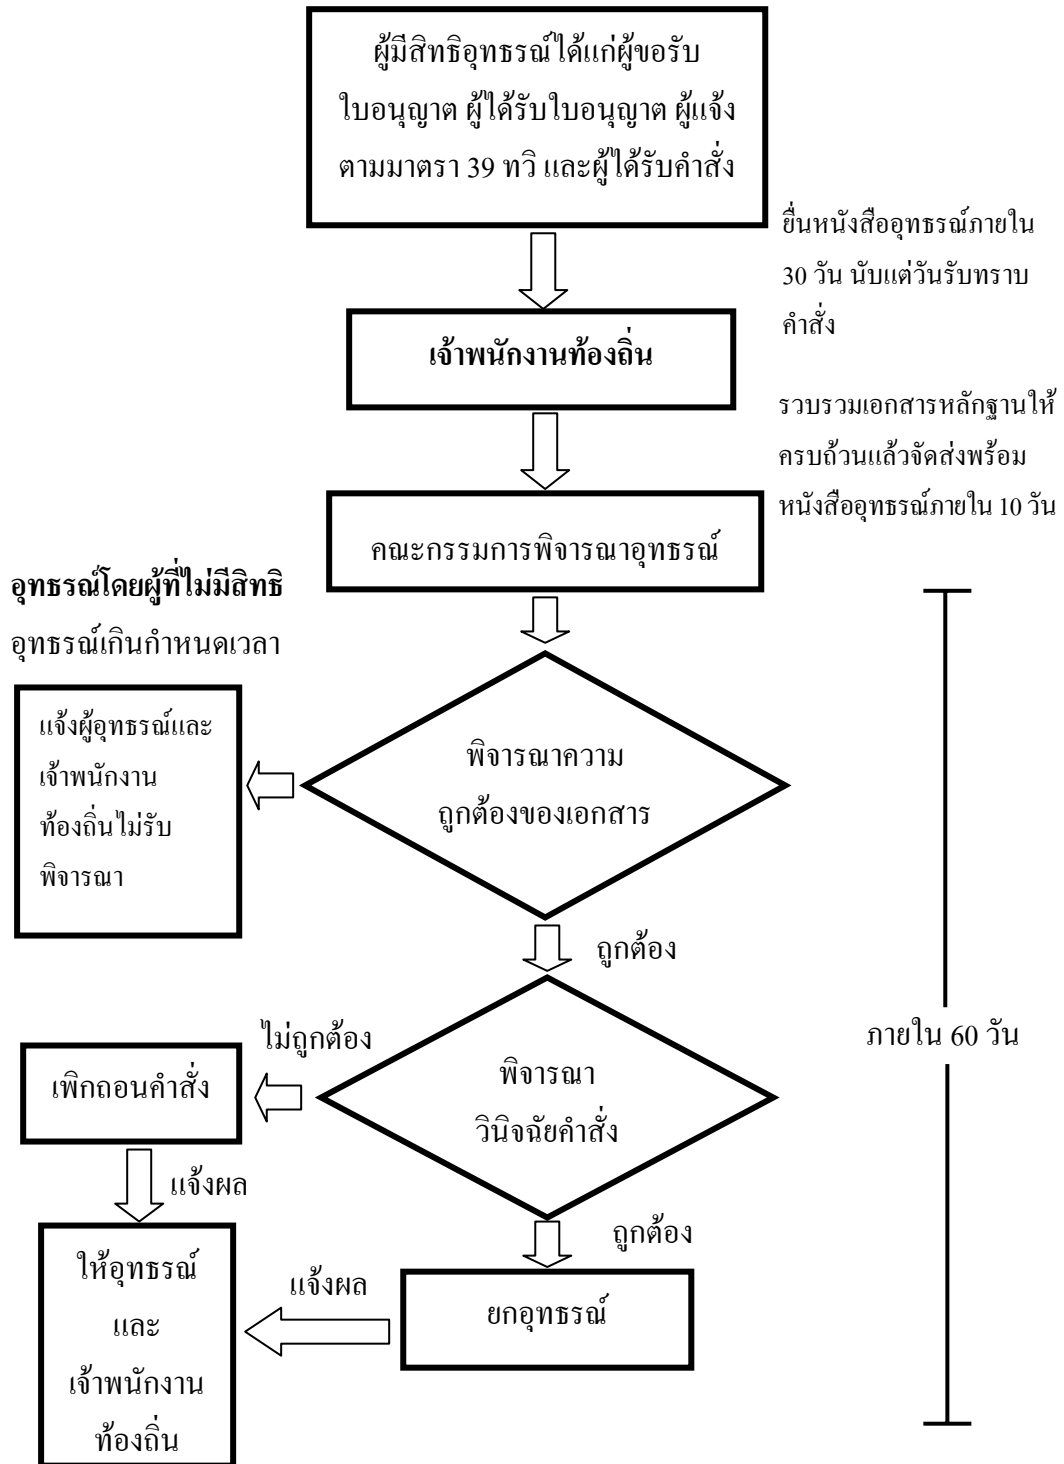 ผู้มีสิทธิอุทธรณ์ได้แก่ผู้ขอรับ
ใบอนุญาต ผู้ได้รับใบอนุญาต ผู้แจ้ง
ตามมาตรา 39 ทวิ และผู้ได้รับคำสั่ง
ยื่นหนังสืออุทธรณ์ภายใน
30 วัน นับแต่วันรับทราบ
คำสั่ง
เจ้าพนักงานท้องถิ่น
รวบรวมเอกสารหลักฐานให้
ครบถ้วนแล้วจัดส่งพร้อม
หนังสืออุทธรณ์ภายใน 10 วัน
คณะกรรมการพิจารณาอุทธรณ์
อุทธรณ์โดยผู้ที่ไม่มีสิทธิ
อุทธรณ์เกินกำหนดเวลา
แจ้งผู้อุทธรณ์และ
เจ้าพนักงาน
ท้องถิ่นไม่รับ
พิจารณา
พิจารณาความ
ถูกต้องของเอกสาร
ถูกต้อง
ภายใน 60 วัน
ไม่ถูกต้อง
เพิกถอนคำสั่ง
พิจารณา
วินิจฉัยคำสั่ง
แจ้งผล
ถูกต้อง
ให้อุทธรณ์
และ
เจ้าพนักงาน
ท้องถิ่น
แจ้งผล
ยกอุทธรณ์